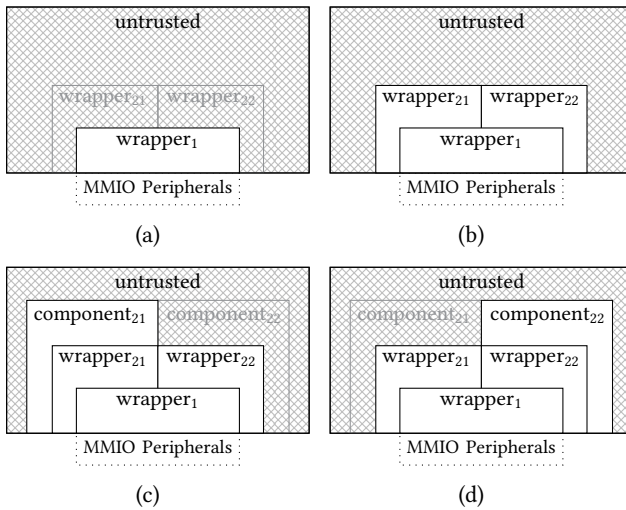 untrusted
wrapper₂₁ wrapper₂₂
wrapper₁
MMIO Peripherals
(a)
untrusted
wrapper₂₁ wrapper₂₂
wrapper₁
MMIO Peripherals
(b)
untrusted
component₂₁ component₂₂
wrapper₂₁ wrapper₂₂
wrapper₁
MMIO Peripherals
(c)
untrusted
component₂₁ component₂₂
wrapper₂₁ wrapper₂₂
wrapper₁
MMIO Peripherals
(d)